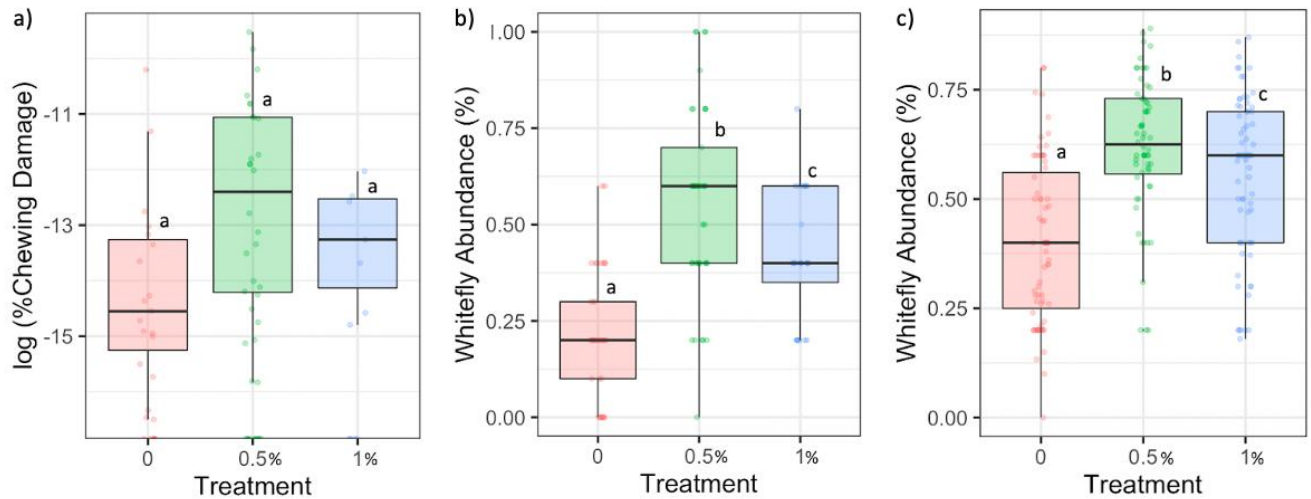 a)
log (%Chewing Damage)
-11
-13
-15
a
a
a
0
0.5%
1%
Treatment
b)
Whitefly Abundance (%)
1.00
0.75
0.50
0.25
0.00
a
b
c
0
0.5%
1%
Treatment
c)
Whitefly Abundance (%)
0.75
0.50
0.25
0.00
a
b
c
0
0.5%
1%
Treatment